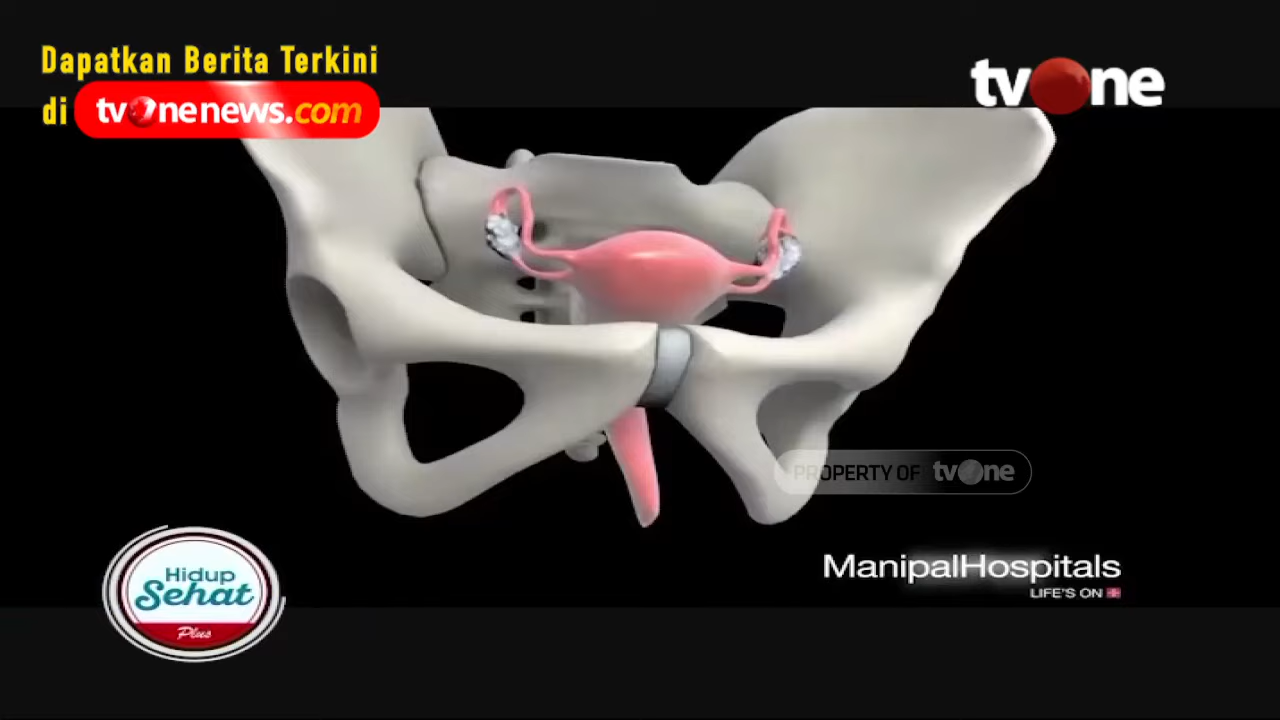 Dapatkan Berita Terkini
di tvOnenews.com
tvOne
PROPERTY OF tvOne
ManipalHospitals
LIFE'S ON
Hidup
Sehat
Plus